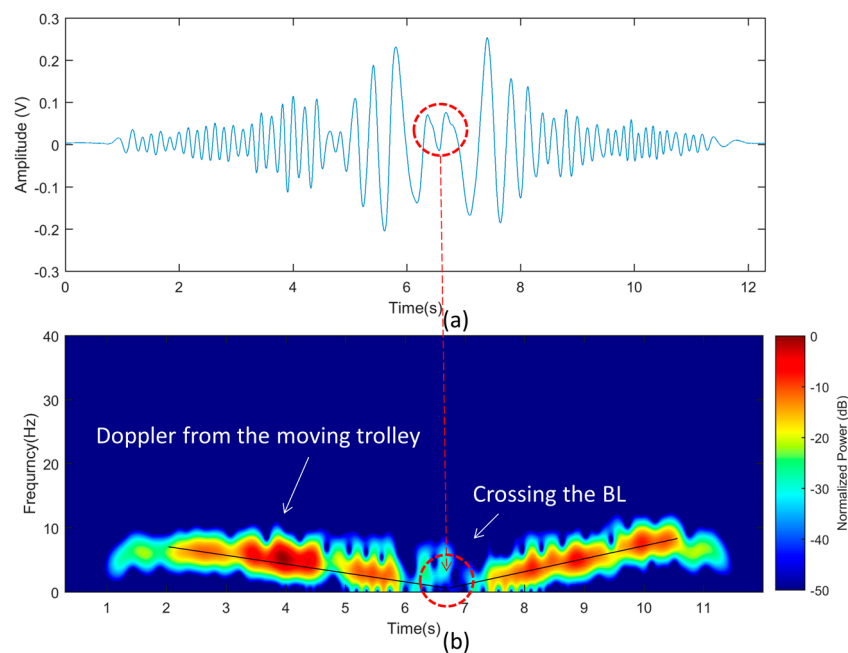 0.3
0.2
0.1
0
-0.1
-0.2
-0.3
Amplitude (V)
0 2 4 6 8 10 12
Time(s)
(a)
40
30
20
10
0
Frequrncy(Hz)
Doppler from the moving trolley
Crossing the BL
1 2 3 4 5 6 7 8 9 10 11
Time(s)
(b)
0
-10
-20
-30
-40
-50
Normalized Power (dB)